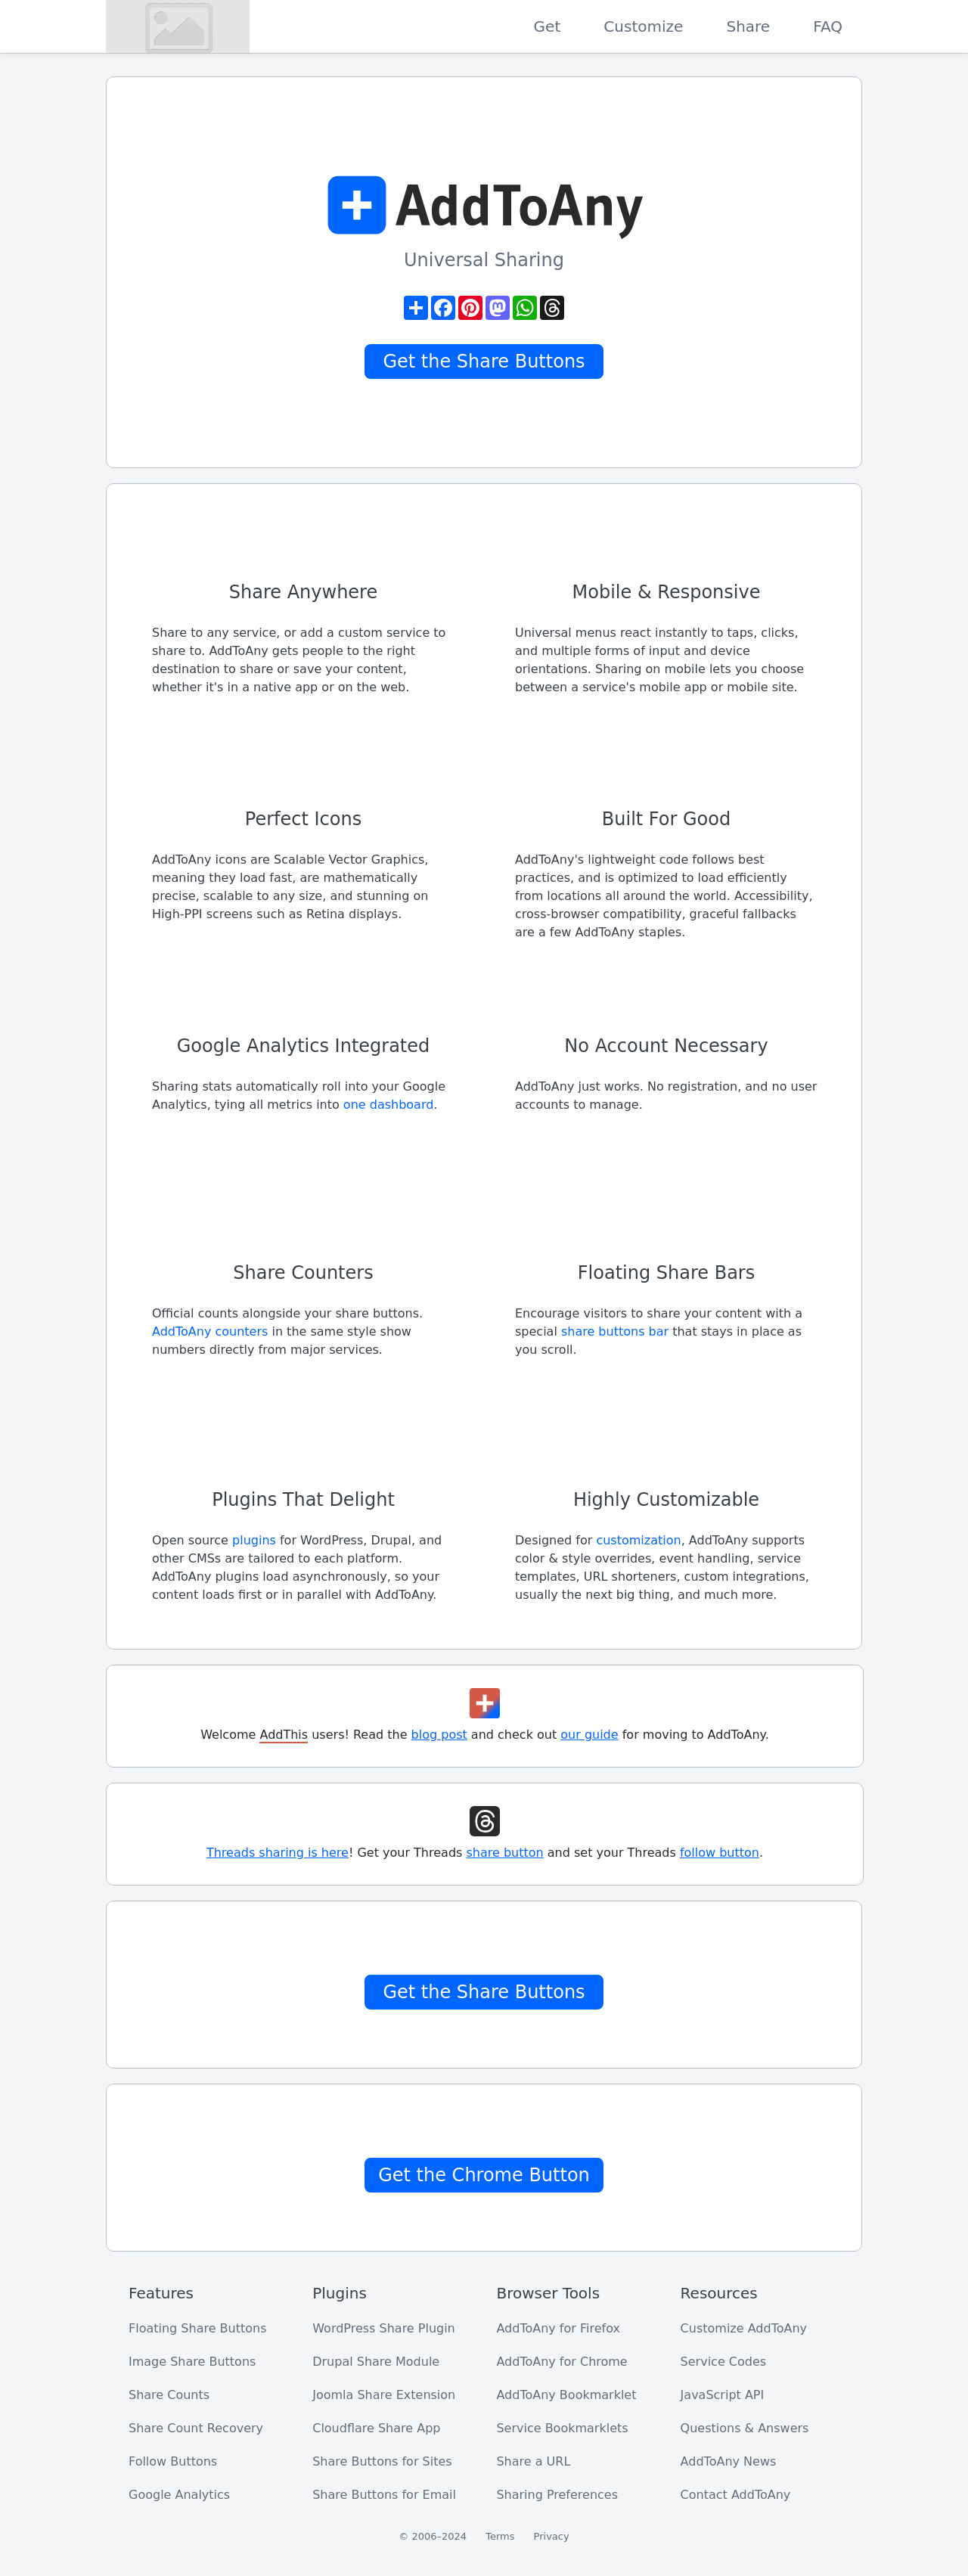 Get Customize Share FAQ
AddToAny
Universal Sharing
Get the Share Buttons
Share Anywhere
Share to any service, or add a custom service to
share to. AddToAny gets people to the right
destination to share or save your content,
whether it's in a native app or on the web.
Mobile & Responsive
Universal menus react instantly to taps, clicks,
and multiple forms of input and device
orientations. Sharing on mobile lets you choose
between a service's mobile app or mobile site.
Perfect Icons
AddToAny icons are Scalable Vector Graphics,
meaning they load fast, are mathematically
precise, scalable to any size, and stunning on
High-PPI screens such as Retina displays.
Built For Good
AddToAny's lightweight code follows best
practices, and is optimized to load efficiently
from locations all around the world. Accessibility,
cross-browser compatibility, graceful fallbacks
are a few AddToAny staples.
Google Analytics Integrated
Sharing stats automatically roll into your Google
Analytics, tying all metrics into one dashboard.
No Account Necessary
AddToAny just works. No registration, and no user
accounts to manage.
Share Counters
Official counts alongside your share buttons.
AddToAny counters in the same style show
numbers directly from major services.
Floating Share Bars
Encourage visitors to share your content with a
special share buttons bar that stays in place as
you scroll.
Plugins That Delight
Open source plugins for WordPress, Drupal, and
other CMSs are tailored to each platform.
AddToAny plugins load asynchronously, so your
content loads first or in parallel with AddToAny.
Highly Customizable
Designed for customization, AddToAny supports
color & style overrides, event handling, service
templates, URL shorteners, custom integrations,
usually the next big thing, and much more.
Welcome AddThis users! Read the blog post and check out our guide for moving to AddToAny.
Threads sharing is here! Get your Threads share button and set your Threads follow button.
Get the Share Buttons
Get the Chrome Button
Features
Floating Share Buttons
Image Share Buttons
Share Counts
Share Count Recovery
Follow Buttons
Google Analytics
Plugins
WordPress Share Plugin
Drupal Share Module
Joomla Share Extension
Cloudflare Share App
Share Buttons for Sites
Share Buttons for Email
Browser Tools
AddToAny for Firefox
AddToAny for Chrome
AddToAny Bookmarklet
Service Bookmarklets
Share a URL
Sharing Preferences
Resources
Customize AddToAny
Service Codes
JavaScript API
Questions & Answers
AddToAny News
Contact AddToAny
© 2006–2024 Terms Privacy